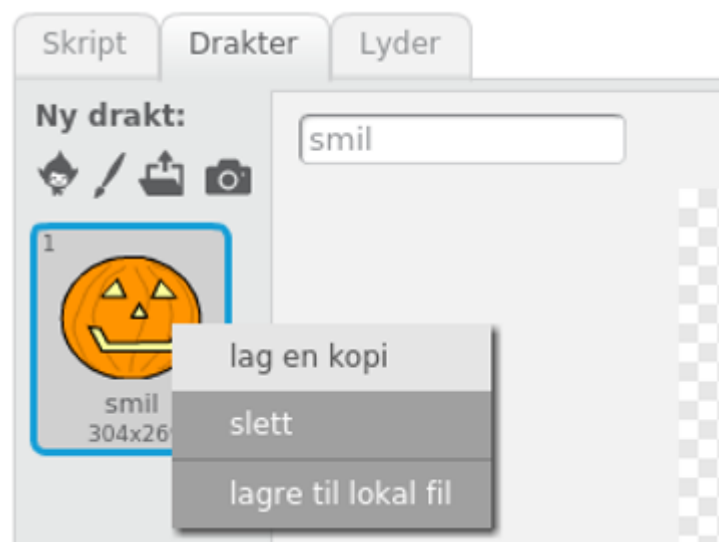 Skript
Drakter
Lyder
Ny drakt:
smil
1
smil
lag en kopi
slett
lagre til lokal fil